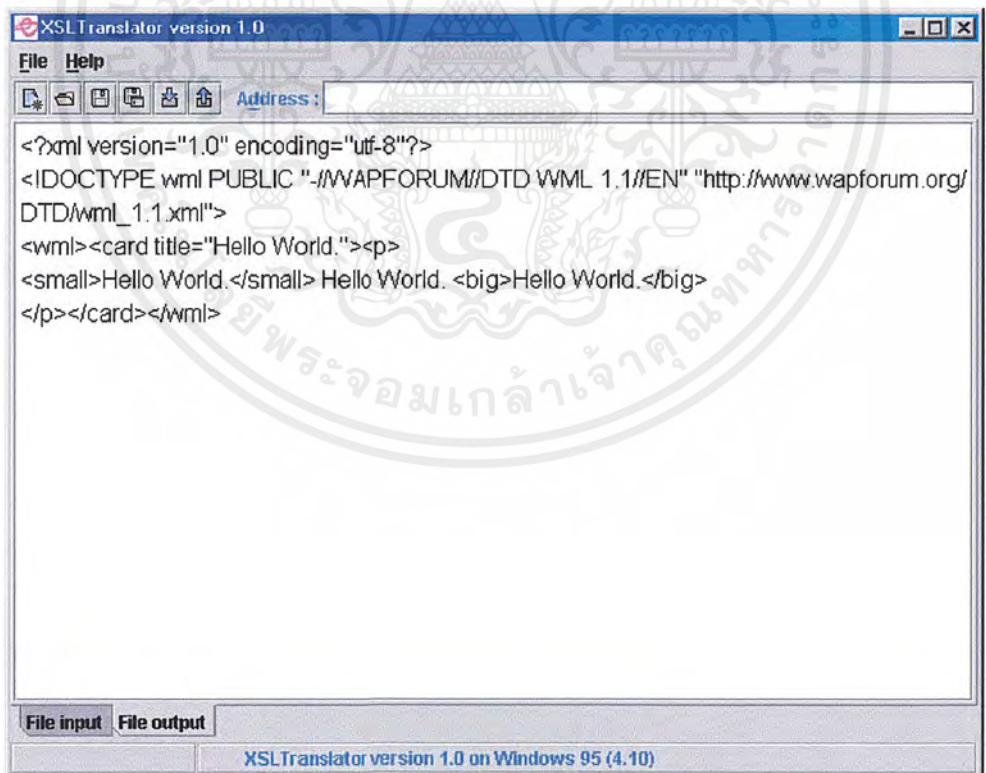 XSLTranslator version 1.0
File Help
Address :
<?xml version="1.0" encoding="utf-8"?>
<!DOCTYPE wml PUBLIC "-//WAPFORUM//DTD WML 1.1//EN" "http://www.wapforum.org/
DTD/wml_1.1.xml">
<wml><card title="Hello World."><p>
<small>Hello World.</small> Hello World. <big>Hello World.</big>
</p></card></wml>
File input File output
XSLTranslator version 1.0 on Windows 95 (4.10)